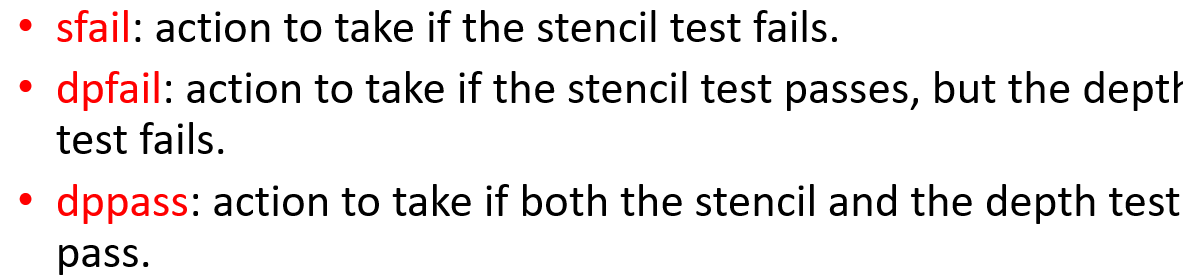 • sfail: action to take if the stencil test fails.
• dpfail: action to take if the stencil test passes, but the depth
test fails.
• dppass: action to take if both the stencil and the depth test
pass.